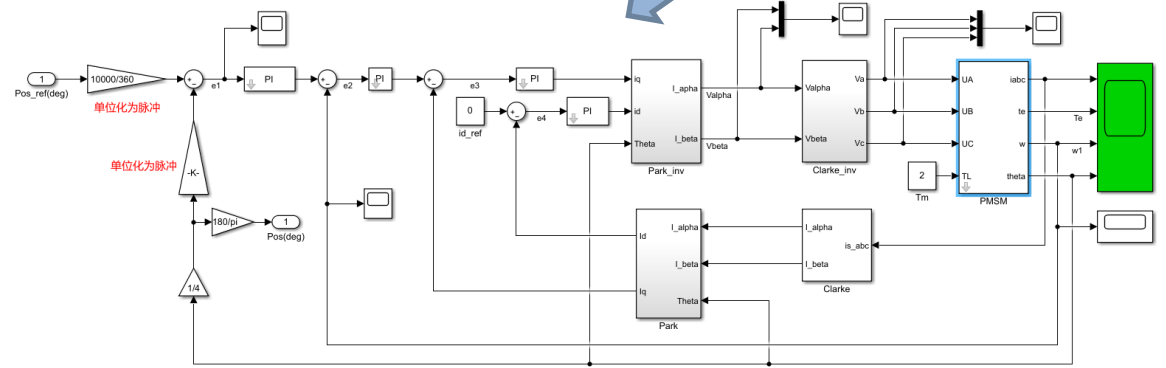 1
Pos_ref(deg)
10000/360
单位化为脉冲
e1
PI
e2
PI
e3
PI
0
id_ref
e4
PI
iq
id
Theta
I_apha
I_beta
Park_inv
Valpha
Vbeta
Valpha
Vbeta
Va
Vb
Vc
Clarke_inv
2
Tm
UA
UB
UC
TL
iabc
te
w
theta
PMSM
Te
w1
单位化为脉冲
-K-
180/pi
1
Pos(deg)
1/4
Id
Iq
I_alpha
I_beta
Theta
Park
I_alpha
I_beta
is_abc
Clarke